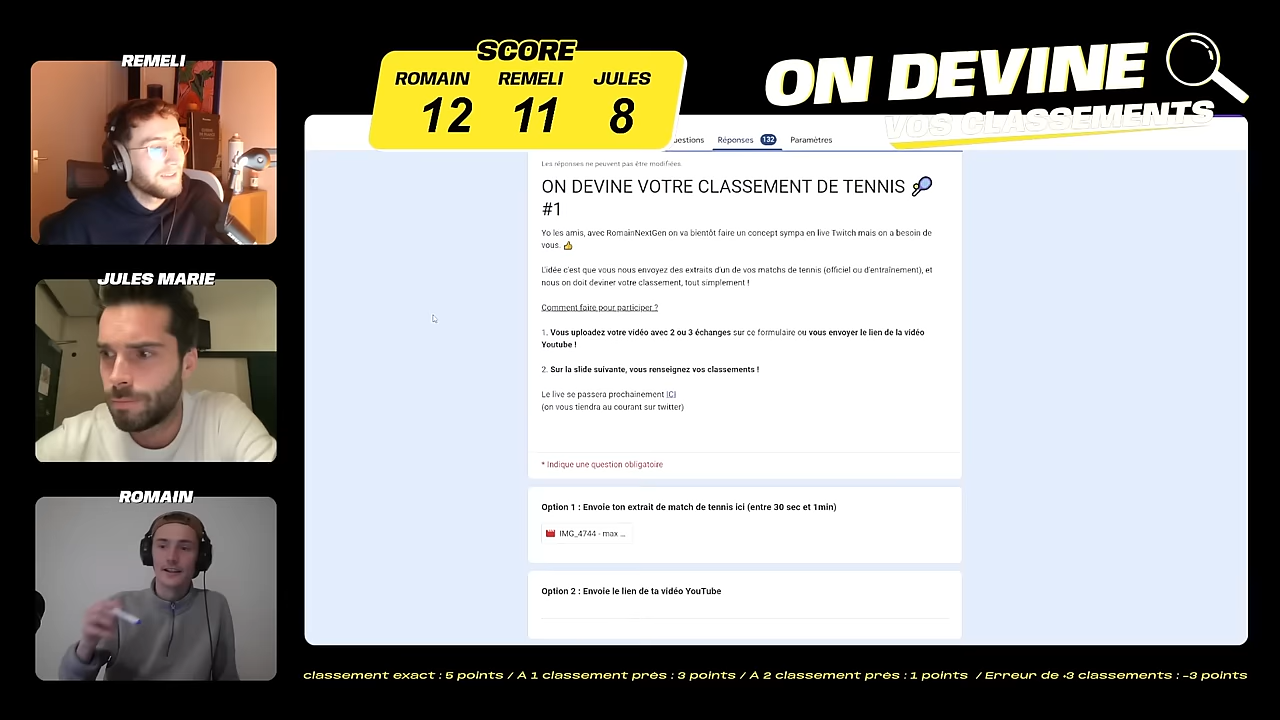 REMELI
JULES MARIE
ROMAIN
SCORE
ROMAIN REMELI JULES
12 11 8
ON DEVINE
VOS CLASSEMENTS
uestions Réponses 132 Paramètres
Les réponses ne peuvent pas être modifiées.
ON DEVINE VOTRE CLASSEMENT DE TENNIS 🎾
#1
Yo les amis, avec RomainNextGen on va bientôt faire un concept sympa en live Twitch mais on a besoin de
vous. 👍
L'idée c'est que vous nous envoyez des extraits d'un de vos matchs de tennis (officiel ou d'entraînement), et
nous on doit deviner votre classement, tout simplement !
Comment faire pour participer ?
1. Vous uploadez votre vidéo avec 2 ou 3 échanges sur ce formulaire ou vous envoyer le lien de la vidéo
Youtube !
2. Sur la slide suivante, vous renseignez vos classements !
Le live se passera prochainement ICI
(on vous tiendra au courant sur twitter)
* Indique une question obligatoire
Option 1 : Envoie ton extrait de match de tennis ici (entre 30 sec et 1min)
IMG_4744 - max ...
Option 2 : Envoie le lien de ta vidéo YouTube
classement exact : 5 points / À 1 classement près : 3 points / À 2 classement près : 1 points / Erreur de +3 classements : -3 points